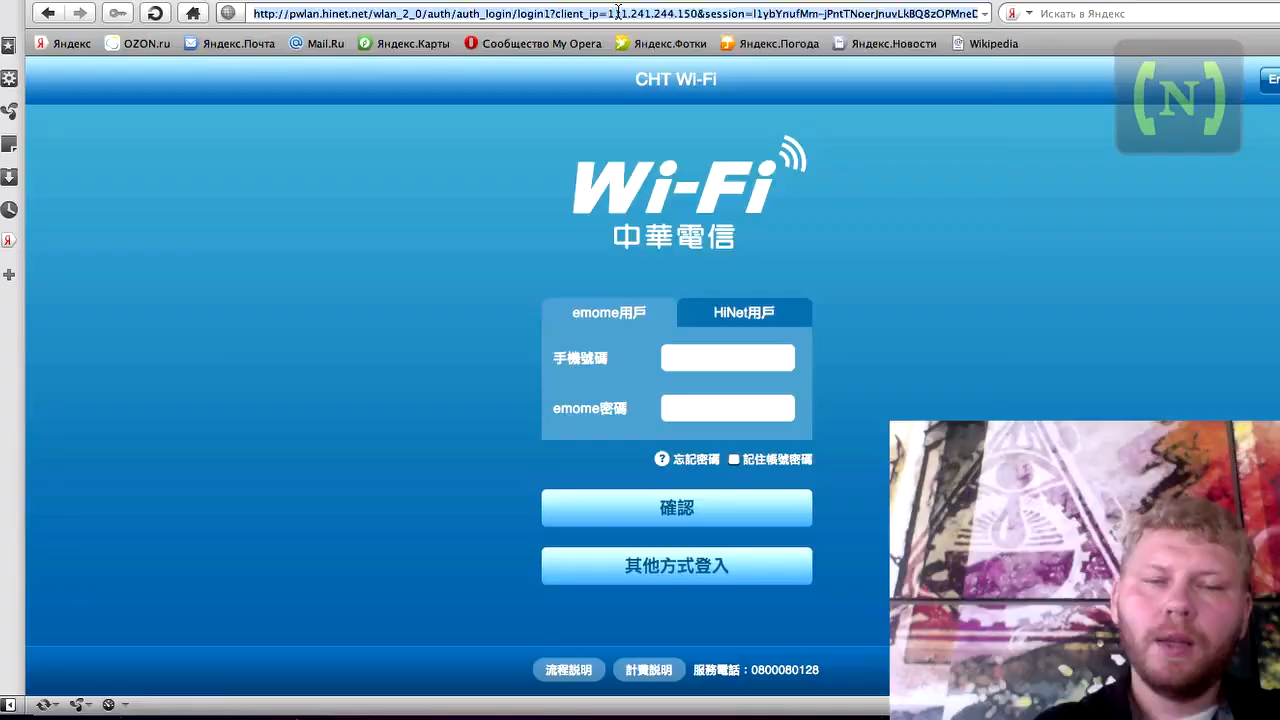 http://pwlan.hinet.net/wlan_2_0/auth/auth_login/login1?client_ip=111.241.244.150&session=
Искать в Яндекс
Яндекс OZON.ru Яндекс.Почта Mail.Ru Яндекс.Карты Сообщество My Opera Яндекс.Фотки Яндекс.Погода Яндекс.Новости Wikipedia
CHT Wi-Fi
N
Wi-Fi
中華電信
emome用戶 HiNet用戶
手機號碼
emome密碼
忘記密碼 記住帳號密碼
確認
其他方式登入
流程説明 計費説明 服務電話：0800080128